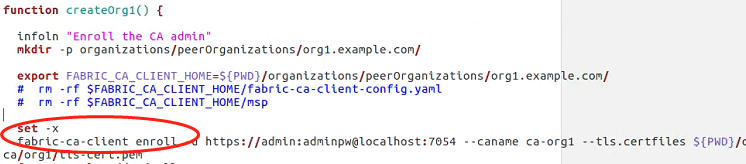 function createOrg1() {
infoln "Enroll the CA admin"
mkdir -p organizations/peerOrganizations/org1.example.com/
export FABRIC_CA_CLIENT_HOME=${PWD}/organizations/peerOrganizations/org1.example.com/
# rm -rf $FABRIC_CA_CLIENT_HOME/fabric-ca-client-config.yaml
# rm -rf $FABRIC_CA_CLIENT_HOME/msp
set -x
fabric-ca-client enroll https://admin:adminpw@localhost:7054 --caname ca-org1 --tls.certfiles ${PWD}/
ca/org1/tls-cert.pem